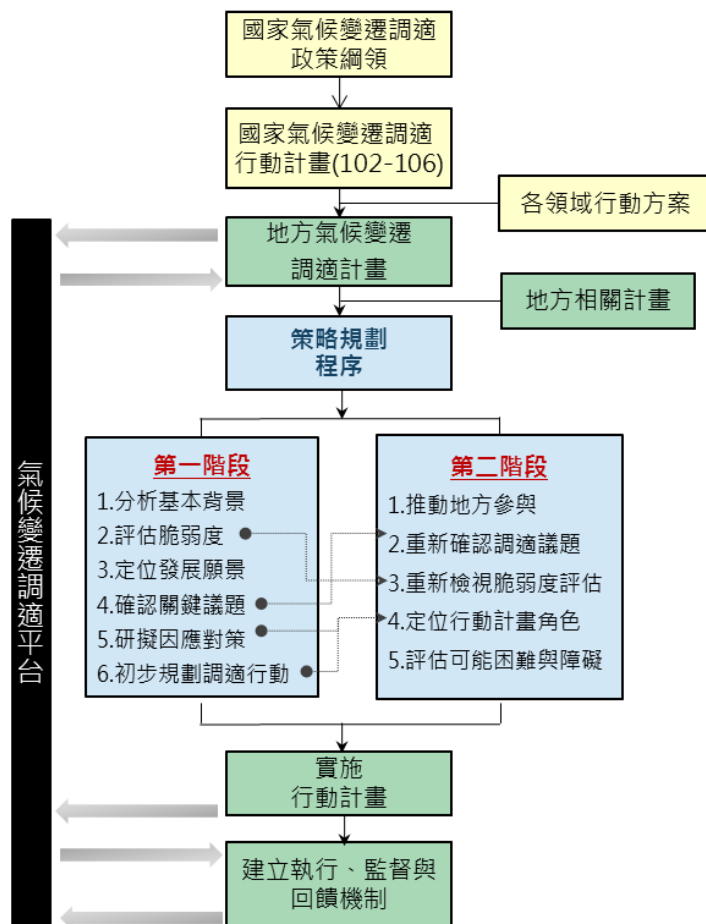 國家氣候變遷調適
政策綱領
國家氣候變遷調適
行動計畫(102-106)
各領域行動方案
地方氣候變遷
調適計畫
地方相關計畫
策略規劃
程序
氣候變遷調適平台
第一階段
1.分析基本背景
2.評估脆弱度
3.定位發展願景
4.確認關鍵議題
5.研擬因應對策
6.初步規劃調適行動
第二階段
1.推動地方參與
2.重新確認調適議題
3.重新檢視脆弱度評估
4.定位行動計畫角色
5.評估可能困難與障礙
實施
行動計畫
建立執行、監督與
回饋機制